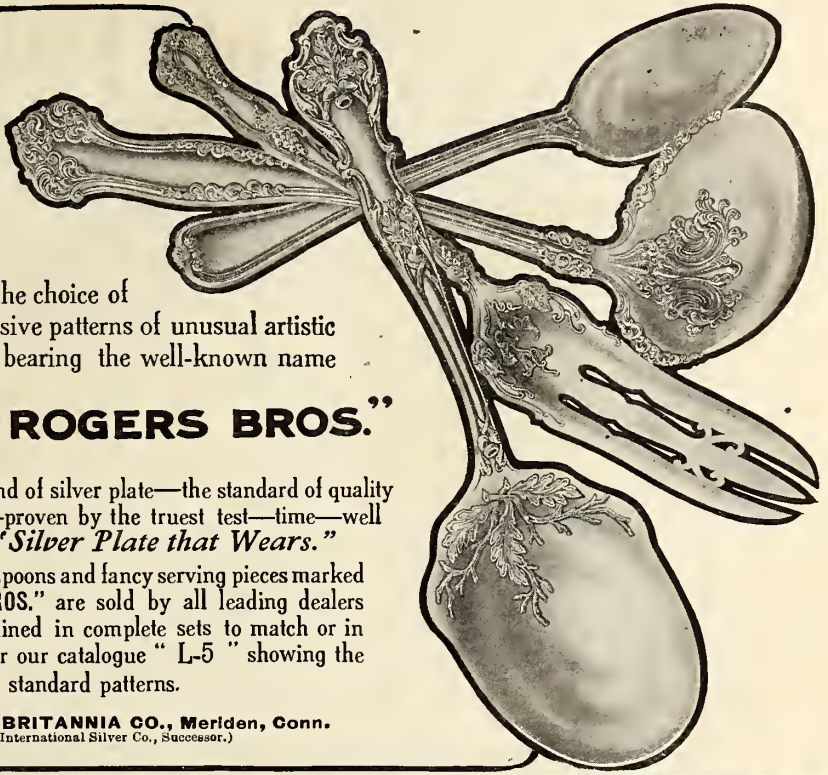 he choice of
sive patterns of unusual artistic
bearing the well-known name
ROGERS BROS."
nd of silver plate—the standard of quality
-proven by the truest test—time—well
"Silver Plate that Wears."
poons and fancy serving pieces marked
OS." are sold by all leading dealers
ined in complete sets to match or in
r our catalogue " L-5 " showing the
standard patterns.
BRITANNIA CO., Meriden, Conn.
International Silver Co., Successor.)